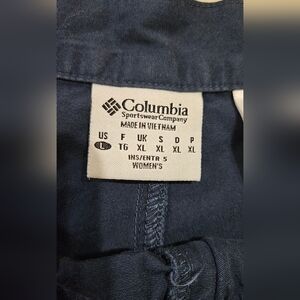 Columbia
Sportswear Company
MADE IN VIETNAM
US F UK S D P
L TG XL XL XL XL
INS/ENTR 5
WOMEN'S